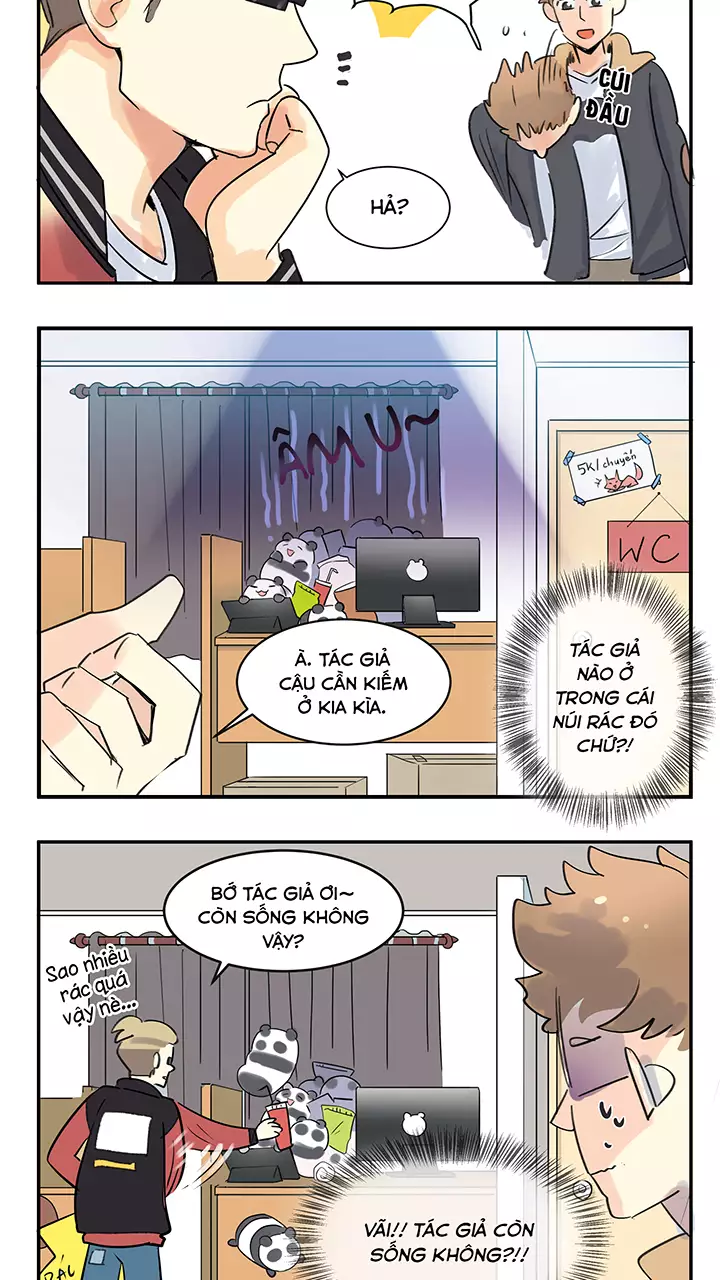 CÚI
ĐẦU
HẢ?
ÂM U~
5K/chuyến
WC
À. TÁC GIẢ
CẬU CẦN KIẾM
Ở KIA KÌA.
TÁC GIẢ
NÀO Ở
TRONG CÁI
NÚI RÁC ĐÓ
CHỨ?!
BỚ TÁC GIẢ ƠI~
CÒN SỐNG KHÔNG
VẬY?
Sao nhiều
rác quá
vậy nè...
VÃI!! TÁC GIẢ CÒN
SỐNG KHÔNG?!!
RÁC